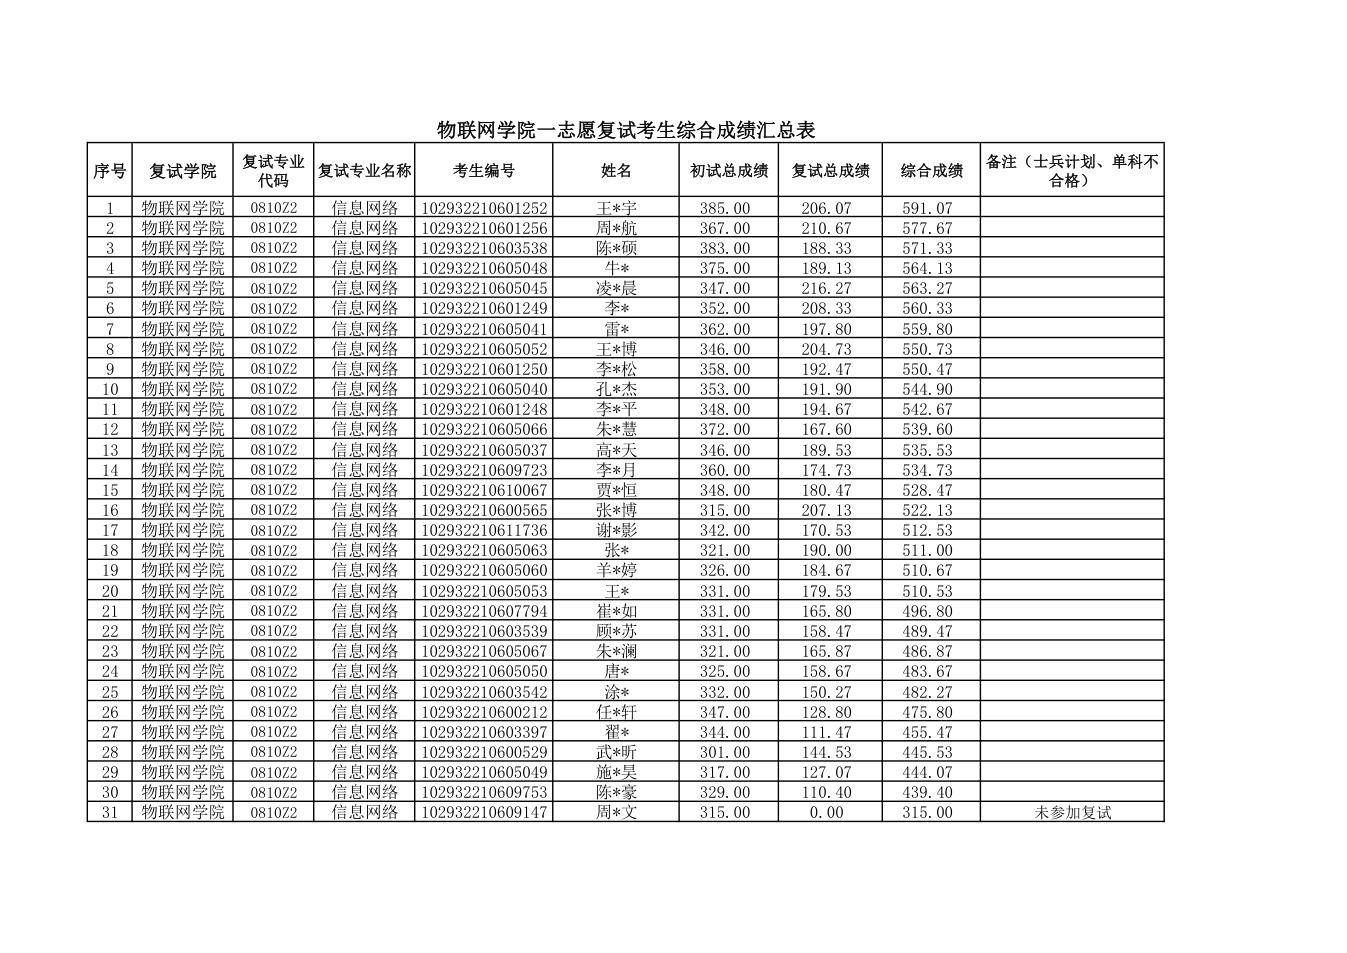 物联网学院一志愿复试考生综合成绩汇总表
序号 复试学院 复试专业代码 复试专业名称 考生编号 姓名 初试总成绩 复试总成绩 综合成绩 备注（士兵计划、单科不合格）
1 物联网学院 0810Z2 信息网络 102932210601252 王*宇 385.00 206.07 591.07
2 物联网学院 0810Z2 信息网络 102932210601256 周*航 367.00 210.67 577.67
3 物联网学院 0810Z2 信息网络 102932210603538 陈*硕 383.00 188.33 571.33
4 物联网学院 0810Z2 信息网络 102932210605048 牛* 375.00 189.13 564.13
5 物联网学院 0810Z2 信息网络 102932210605045 凌*晨 347.00 216.27 563.27
6 物联网学院 0810Z2 信息网络 102932210601249 李* 352.00 208.33 560.33
7 物联网学院 0810Z2 信息网络 102932210605041 雷* 362.00 197.80 559.80
8 物联网学院 0810Z2 信息网络 102932210605052 王*博 346.00 204.73 550.73
9 物联网学院 0810Z2 信息网络 102932210601250 李*松 358.00 192.47 550.47
10 物联网学院 0810Z2 信息网络 102932210605040 孔*杰 353.00 191.90 544.90
11 物联网学院 0810Z2 信息网络 102932210601248 李*平 348.00 194.67 542.67
12 物联网学院 0810Z2 信息网络 102932210605066 朱*慧 372.00 167.60 539.60
13 物联网学院 0810Z2 信息网络 102932210605037 高*天 346.00 189.53 535.53
14 物联网学院 0810Z2 信息网络 102932210609723 李*月 360.00 174.73 534.73
15 物联网学院 0810Z2 信息网络 102932210610067 贾*恒 348.00 180.47 528.47
16 物联网学院 0810Z2 信息网络 102932210600565 张*博 315.00 207.13 522.13
17 物联网学院 0810Z2 信息网络 102932210611736 谢*影 342.00 170.53 512.53
18 物联网学院 0810Z2 信息网络 102932210605063 张* 321.00 190.00 511.00
19 物联网学院 0810Z2 信息网络 102932210605060 羊*婷 326.00 184.67 510.67
20 物联网学院 0810Z2 信息网络 102932210605053 王* 331.00 179.53 510.53
21 物联网学院 0810Z2 信息网络 102932210607794 崔*如 331.00 165.80 496.80
22 物联网学院 0810Z2 信息网络 102932210603539 顾*苏 331.00 158.47 489.47
23 物联网学院 0810Z2 信息网络 102932210605067 朱*澜 321.00 165.87 486.87
24 物联网学院 0810Z2 信息网络 102932210605050 唐* 325.00 158.67 483.67
25 物联网学院 0810Z2 信息网络 102932210603542 涂* 332.00 150.27 482.27
26 物联网学院 0810Z2 信息网络 102932210600212 任*轩 347.00 128.80 475.80
27 物联网学院 0810Z2 信息网络 102932210603397 翟* 344.00 111.47 455.47
28 物联网学院 0810Z2 信息网络 102932210600529 武*昕 301.00 144.53 445.53
29 物联网学院 0810Z2 信息网络 102932210605049 施*昊 317.00 127.07 444.07
30 物联网学院 0810Z2 信息网络 102932210609753 陈*豪 329.00 110.40 439.40
31 物联网学院 0810Z2 信息网络 102932210609147 周*文 315.00 0.00 315.00 未参加复试